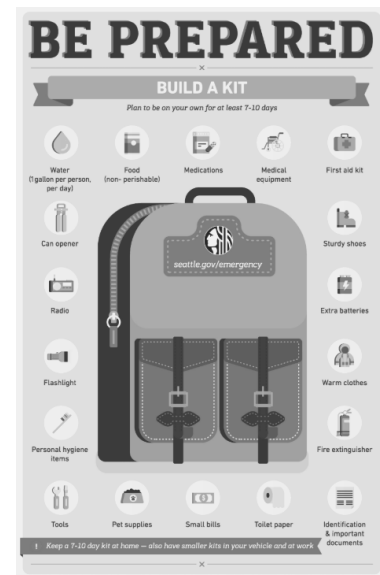 BE PREPARED
BUILD A KIT
Plan to be on your own for at least 7-10 days
Water
(1 gallon per person,
per day)
Food
(non- perishable)
Medications
Medical
equipment
First aid kit
Can opener
seattle.gov/emergency
Sturdy shoes
Radio
Extra batteries
Flashlight
Warm clothes
Personal hygiene
items
Fire extinguisher
Tools
Pet supplies
Small bills
Toilet paper
Identification
& important
documents
! Keep a 7-10 day kit at home — also have smaller kits in your vehicle and at work